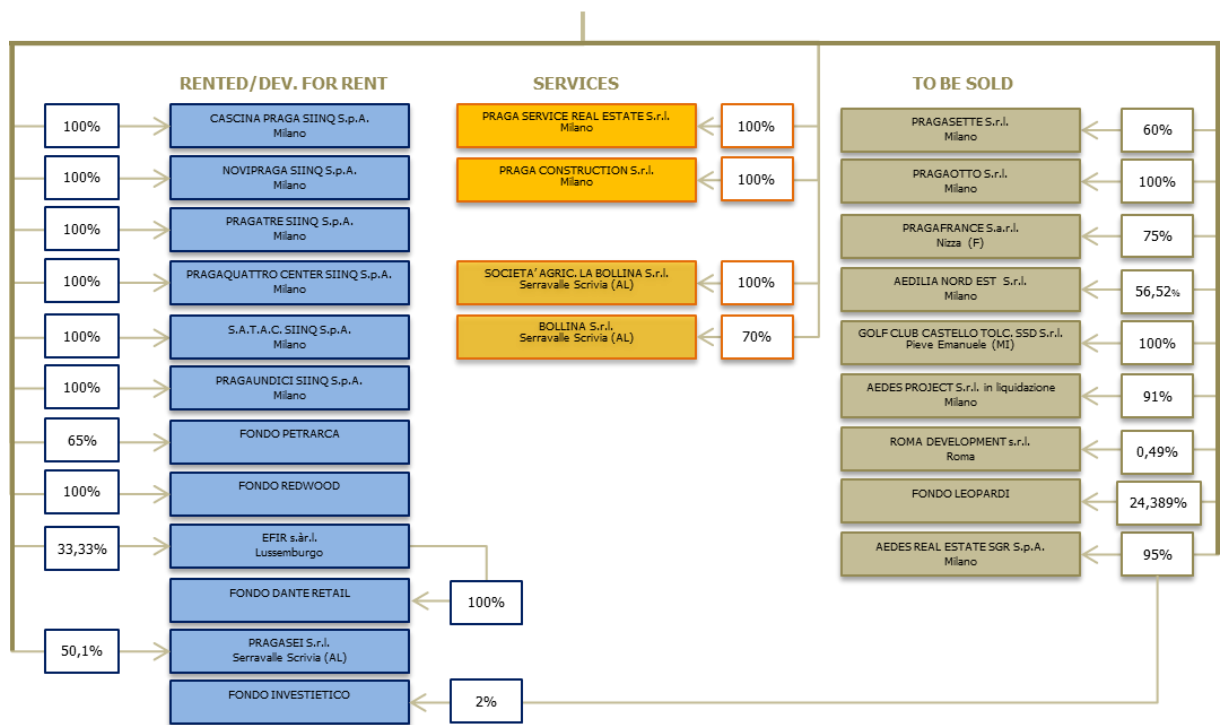 RENTED/DEV. FOR RENT
100%
CASCINA PRAGA SIINQ S.p.A.
Milano
100%
NOVIPRAGA SIINQ S.p.A.
Milano
100%
PRAGATRE SIINQ S.p.A.
Milano
100%
PRAGAQUATTRO CENTER SIINQ S.p.A.
Milano
100%
S.A.T.A.C. SIINQ S.p.A.
Milano
100%
PRAGAUNDICI SIINQ S.p.A.
Milano
65%
FONDO PETRARCA
100%
FONDO REDWOOD
33,33%
EFIR s.àr.l.
Lussemburgo
FONDO DANTE RETAIL
100%
50,1%
PRAGASEI S.r.l.
Serravalle Scrivia (AL)
FONDO INVESTIETICO
2%
SERVICES
PRAGA SERVICE REAL ESTATE S.r.l.
Milano
100%
PRAGA CONSTRUCTION S.r.l.
Milano
100%
SOCIETA’ AGRIC. LA BOLLINA S.r.l.
Serravalle Scrivia (AL)
100%
BOLLINA S.r.l.
Serravalle Scrivia (AL)
70%
TO BE SOLD
PRAGASETTE S.r.l.
Milano
60%
PRAGAOTTO S.r.l.
Milano
100%
PRAGAFRANCE S.a.r.l.
Nizza (F)
75%
AEDILIA NORD EST S.r.l.
Milano
56,52%
GOLF CLUB CASTELLO TOLC. SSD S.r.l.
Pieve Emanuele (MI)
100%
AEDES PROJECT S.r.l. in liquidazione
Milano
91%
ROMA DEVELOPMENT s.r.l.
Roma
0,49%
FONDO LEOPARDI
24,389%
AEDES REAL ESTATE SGR S.p.A.
Milano
95%